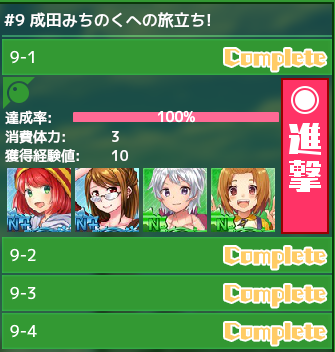 #9 成田みちのくへの旅立ち!
9-1 Complete
達成率: 100%
消費体力: 3
獲得経験値: 10
進撃
N+ N N N
9-2 Complete
9-3 Complete
9-4 Complete